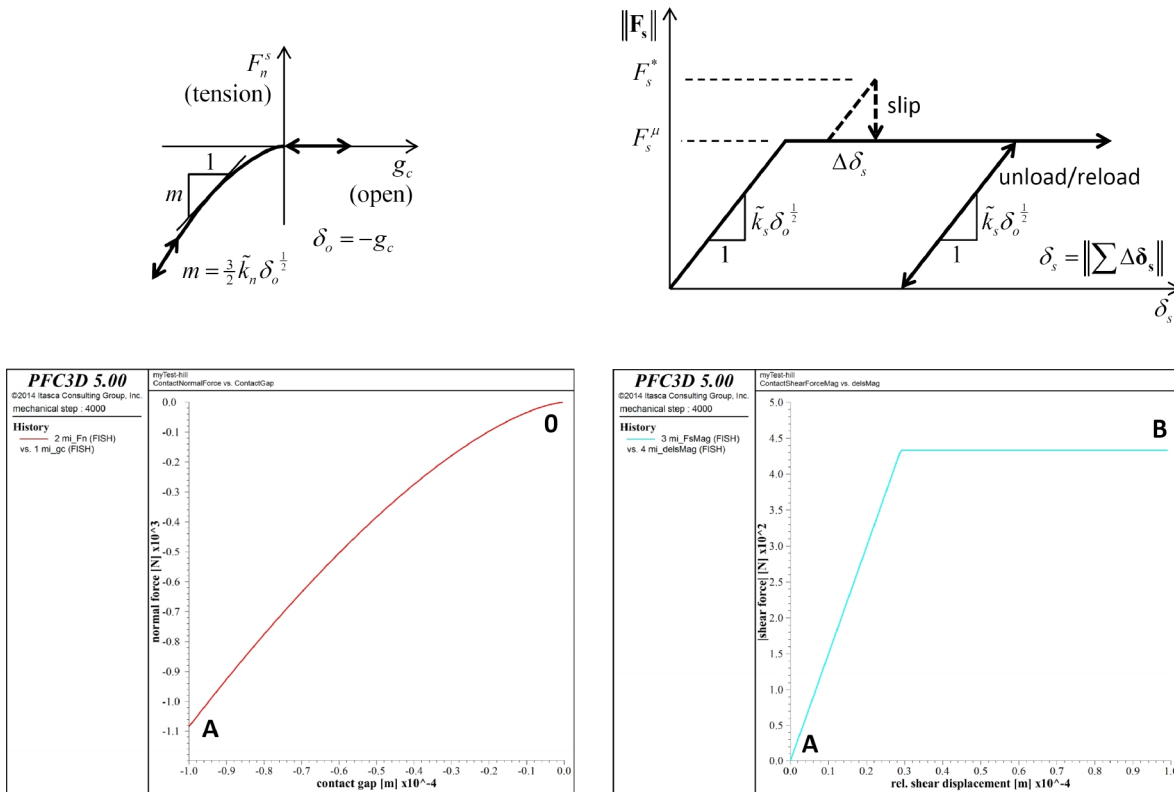 F_n^s
(tension)
1
m
g_c
(open)
δ_o = −g_c
m = 3/2 k̃_n δ_o^(1/2)
‖F_s‖
F_s^*
slip
F_s^μ
Δδ_s
unload/reload
k̃_s δ_o^(1/2)
1
k̃_s δ_o^(1/2)
1
δ_s = ‖∑ Δδ_s‖
δ_s
PFC3D 5.00
©2014 Itasca Consulting Group, Inc.
mechanical step : 4000
History
2 mi_Fn (FISH)
vs. 1 mi_gc (FISH)
myTest-hill
ContactNormalForce vs. ContactGap
0.0
-0.1
-0.2
-0.3
-0.4
-0.5
-0.6
-0.7
-0.8
-0.9
-1.0
-1.1
normal force [N] x10^3
0
A
-1.0 -0.9 -0.8 -0.7 -0.6 -0.5 -0.4 -0.3 -0.2 -0.1 0.0
contact gap [m] x10^-4
PFC3D 5.00
©2014 Itasca Consulting Group, Inc.
mechanical step : 4000
History
3 mi_FsMag (FISH)
vs. 4 mi_delsMag (FISH)
myTest-hill
ContactShearForceMag vs. delsMag
5.0
4.5
4.0
3.5
3.0
2.5
2.0
1.5
1.0
0.5
0.0
|shear force| [N] x10^2
B
A
0.0 0.1 0.2 0.3 0.4 0.5 0.6 0.7 0.8 0.9 1.0
rel. shear displacement [m] x10^-4